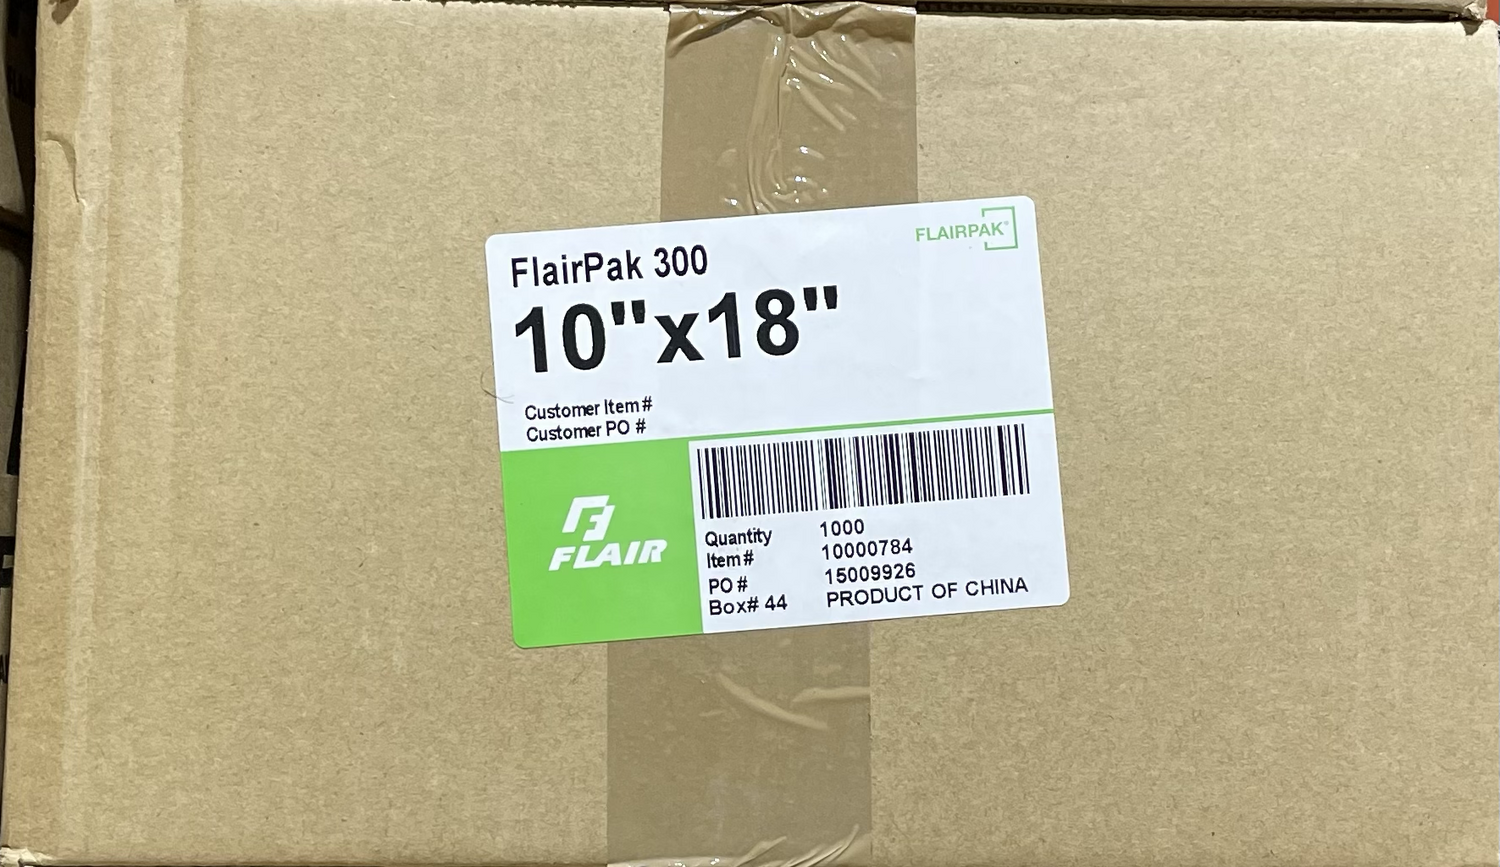 FLAIRPAK®
FlairPak 300
10"x18"
Customer Item #
Customer PO #
FLAIR
Quantity 1000
Item # 10000784
PO # 15009926
Box# 44 PRODUCT OF CHINA